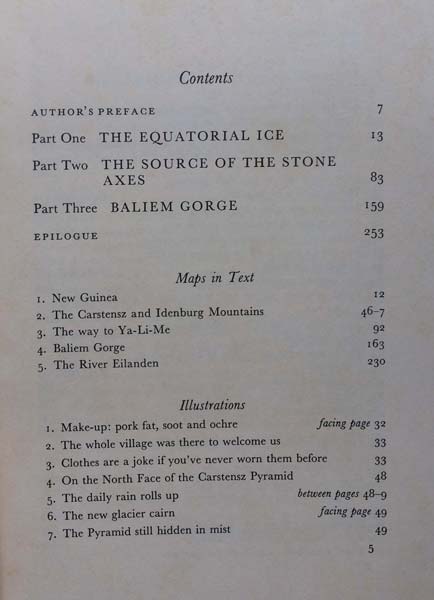 Contents
AUTHOR'S PREFACE 7
Part One THE EQUATORIAL ICE 13
Part Two THE SOURCE OF THE STONE
AXES 83
Part Three BALIEM GORGE 159
EPILOGUE 253
Maps in Text
1. New Guinea 12
2. The Carstensz and Idenburg Mountains 46–7
3. The way to Ya-Li-Me 92
4. Baliem Gorge 163
5. The River Eilanden 230
Illustrations
1. Make-up: pork fat, soot and ochre facing page 32
2. The whole village was there to welcome us 33
3. Clothes are a joke if you've never worn them before 33
4. On the North Face of the Carstensz Pyramid 48
5. The daily rain rolls up between pages 48–9
6. The new glacier cairn facing page 49
7. The Pyramid still hidden in mist 49
5